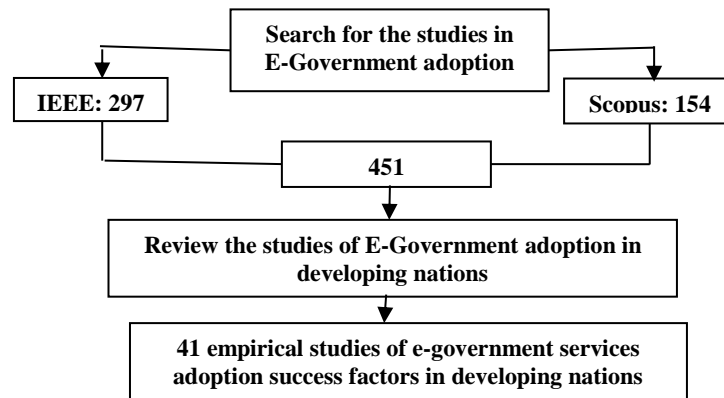 Search for the studies in
E-Government adoption
IEEE: 297
Scopus: 154
451
Review the studies of E-Government adoption in
developing nations
41 empirical studies of e-government services
adoption success factors in developing nations